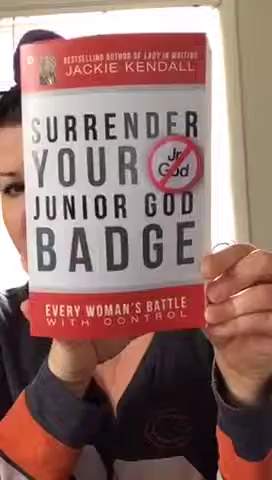 BESTSELLING AUTHOR OF LADY IN WAITING
JACKIE KENDALL
SURRENDER
YOUR
Jr.
God
JUNIOR GOD
BADGE
EVERY WOMAN'S BATTLE
WITH CONTROL